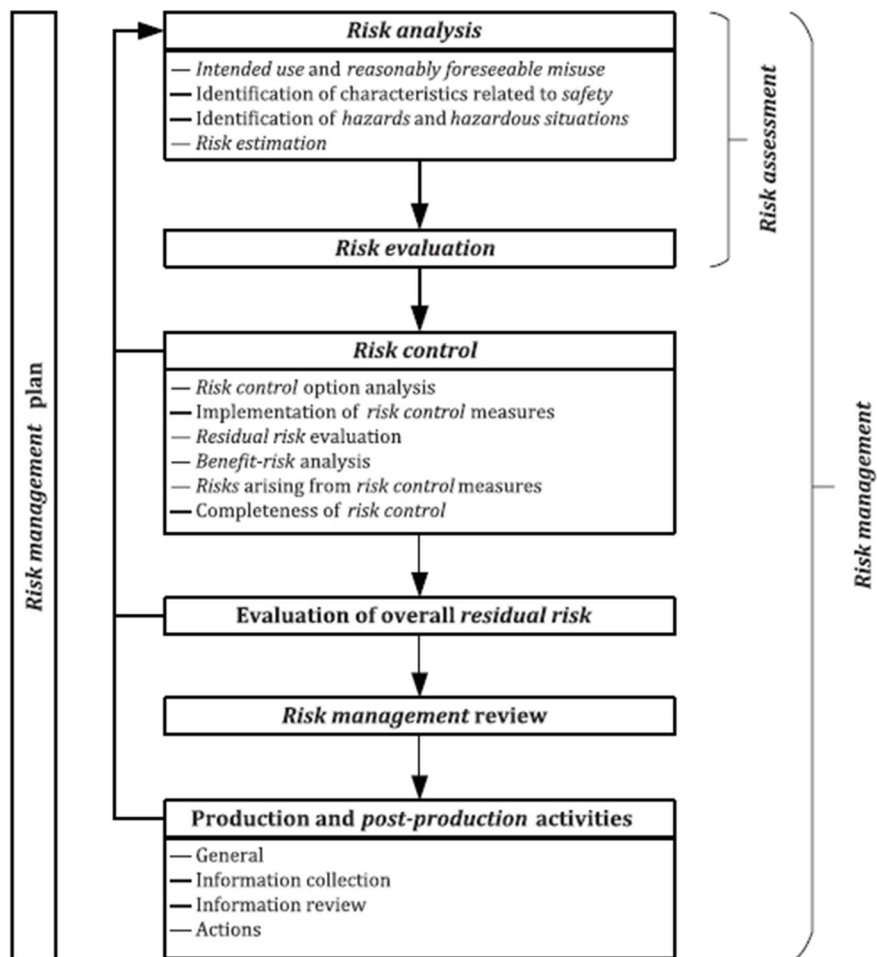 Risk analysis
— Intended use and reasonably foreseeable misuse
— Identification of characteristics related to safety
— Identification of hazards and hazardous situations
— Risk estimation
Risk evaluation
Risk assessment
Risk control
— Risk control option analysis
— Implementation of risk control measures
— Residual risk evaluation
— Benefit-risk analysis
— Risks arising from risk control measures
— Completeness of risk control
Evaluation of overall residual risk
Risk management review
Production and post-production activities
— General
— Information collection
— Information review
— Actions
Risk management plan
Risk management